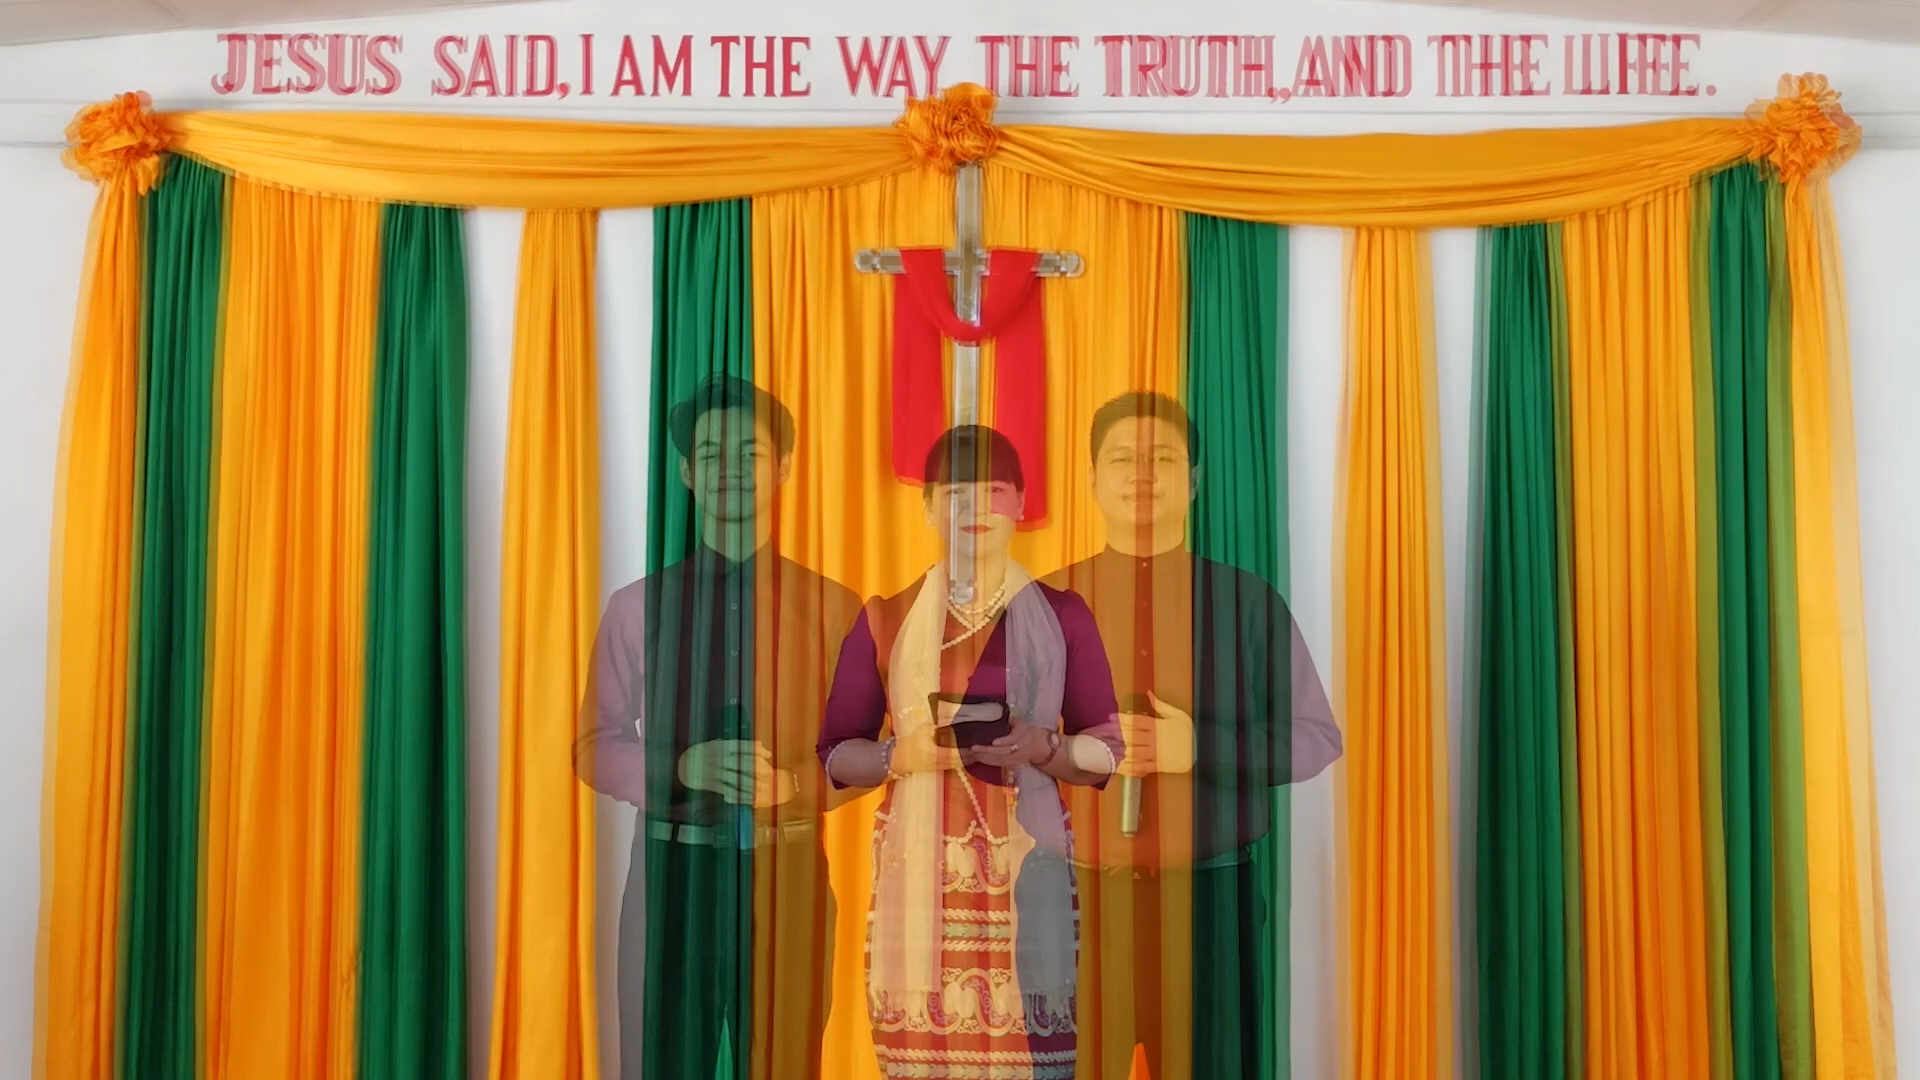 JESUS SAID, I AM THE WAY THE TRUTH, AND THE LIFE.